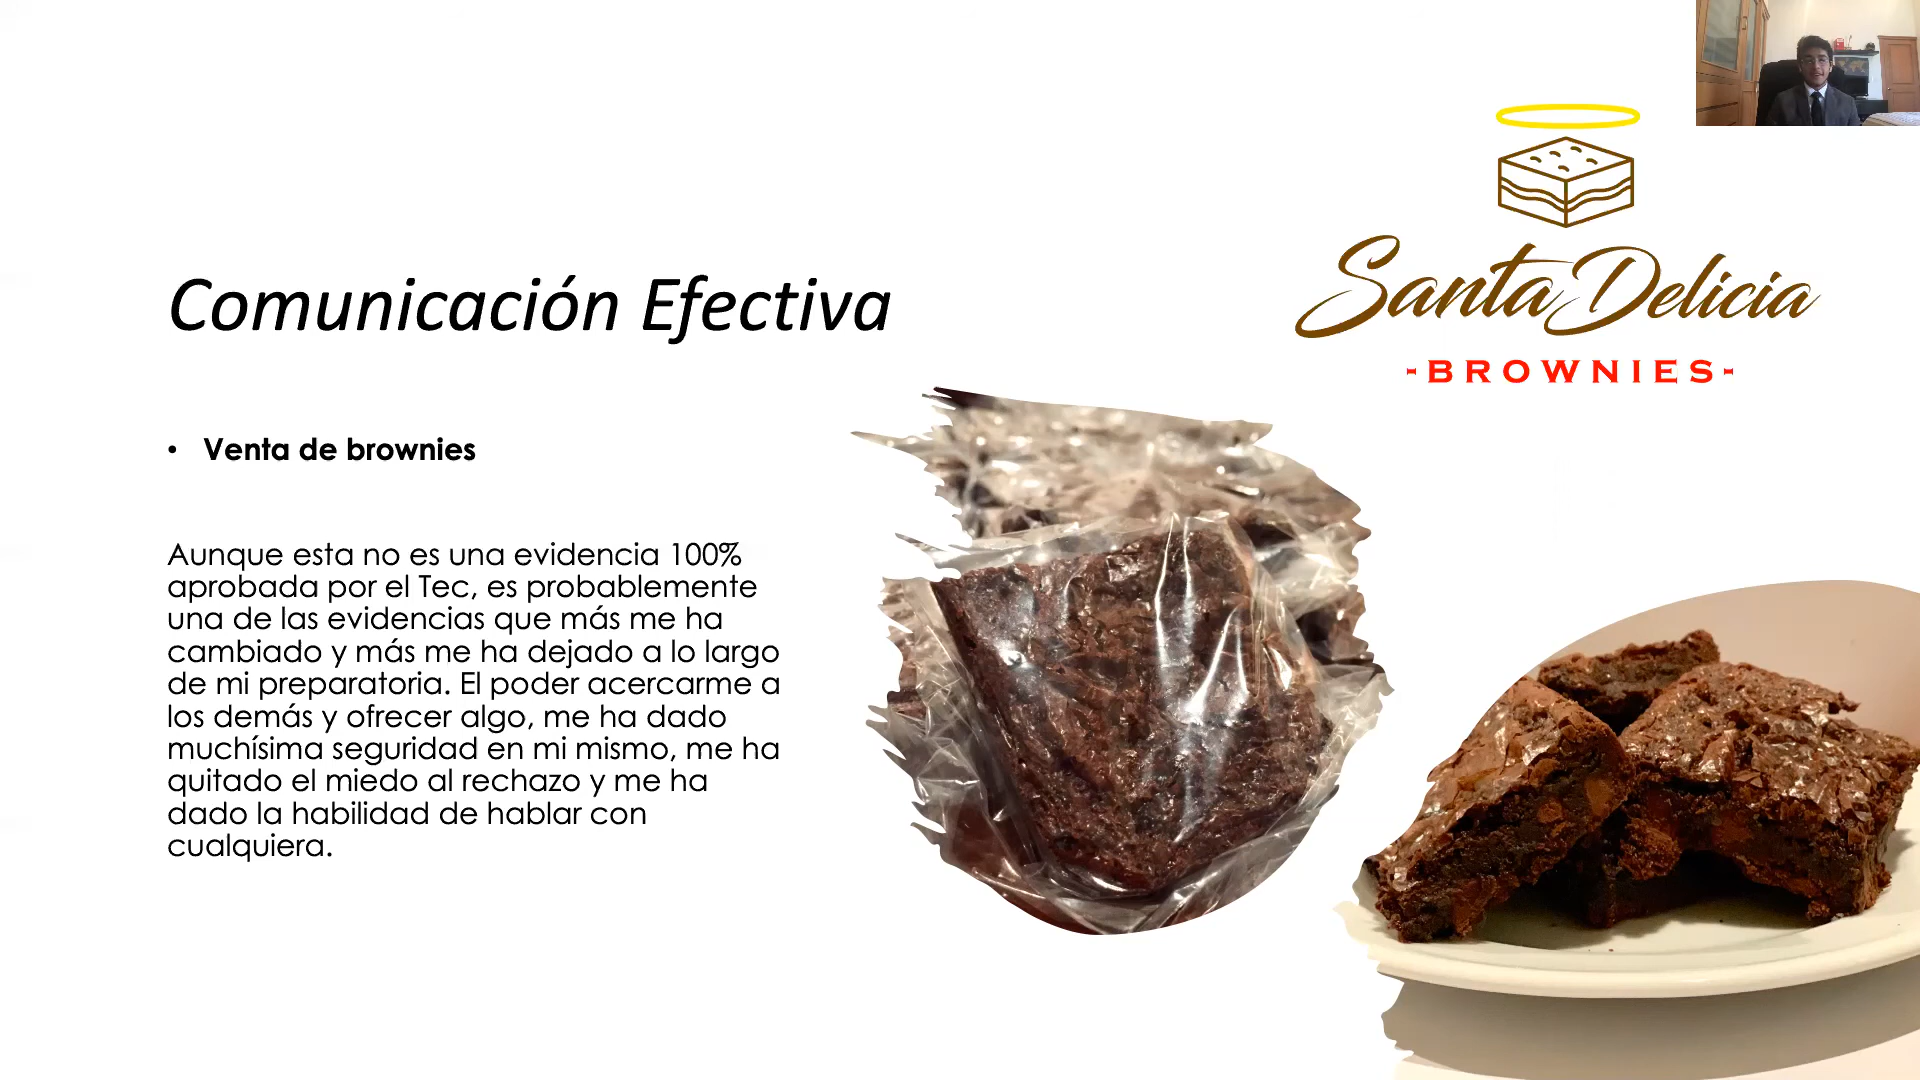 Santa Delicia
-BROWNIES-
Comunicación Efectiva
• Venta de brownies
Aunque esta no es una evidencia 100%
aprobada por el Tec, es probablemente
una de las evidencias que más me ha
cambiado y más me ha dejado a lo largo
de mi preparatoria. El poder acercarme a
los demás y ofrecer algo, me ha dado
muchísima seguridad en mi mismo, me ha
quitado el miedo al rechazo y me ha
dado la habilidad de hablar con
cualquiera.